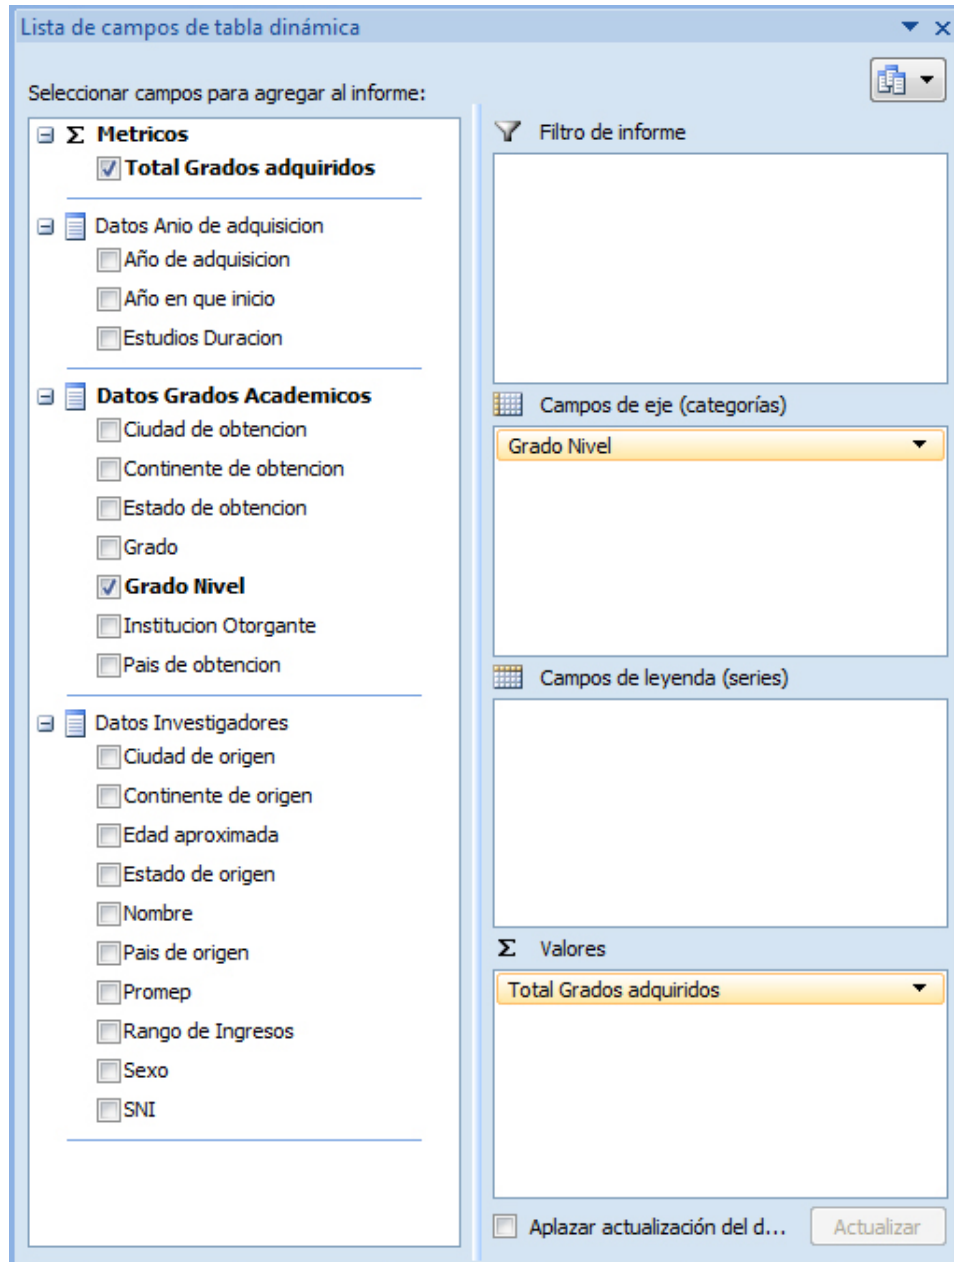 Lista de campos de tabla dinámica
Seleccionar campos para agregar al informe:
Σ Metricos
Total Grados adquiridos
Datos Anio de adquisicion
Año de adquisicion
Año en que inicio
Estudios Duracion
Datos Grados Academicos
Ciudad de obtencion
Continente de obtencion
Estado de obtencion
Grado
Grado Nivel
Institucion Otorgante
Pais de obtencion
Datos Investigadores
Ciudad de origen
Continente de origen
Edad aproximada
Estado de origen
Nombre
Pais de origen
Promep
Rango de Ingresos
Sexo
SNI
Filtro de informe
Campos de eje (categorías)
Grado Nivel
Campos de leyenda (series)
Σ Valores
Total Grados adquiridos
Aplazar actualización del d...
Actualizar